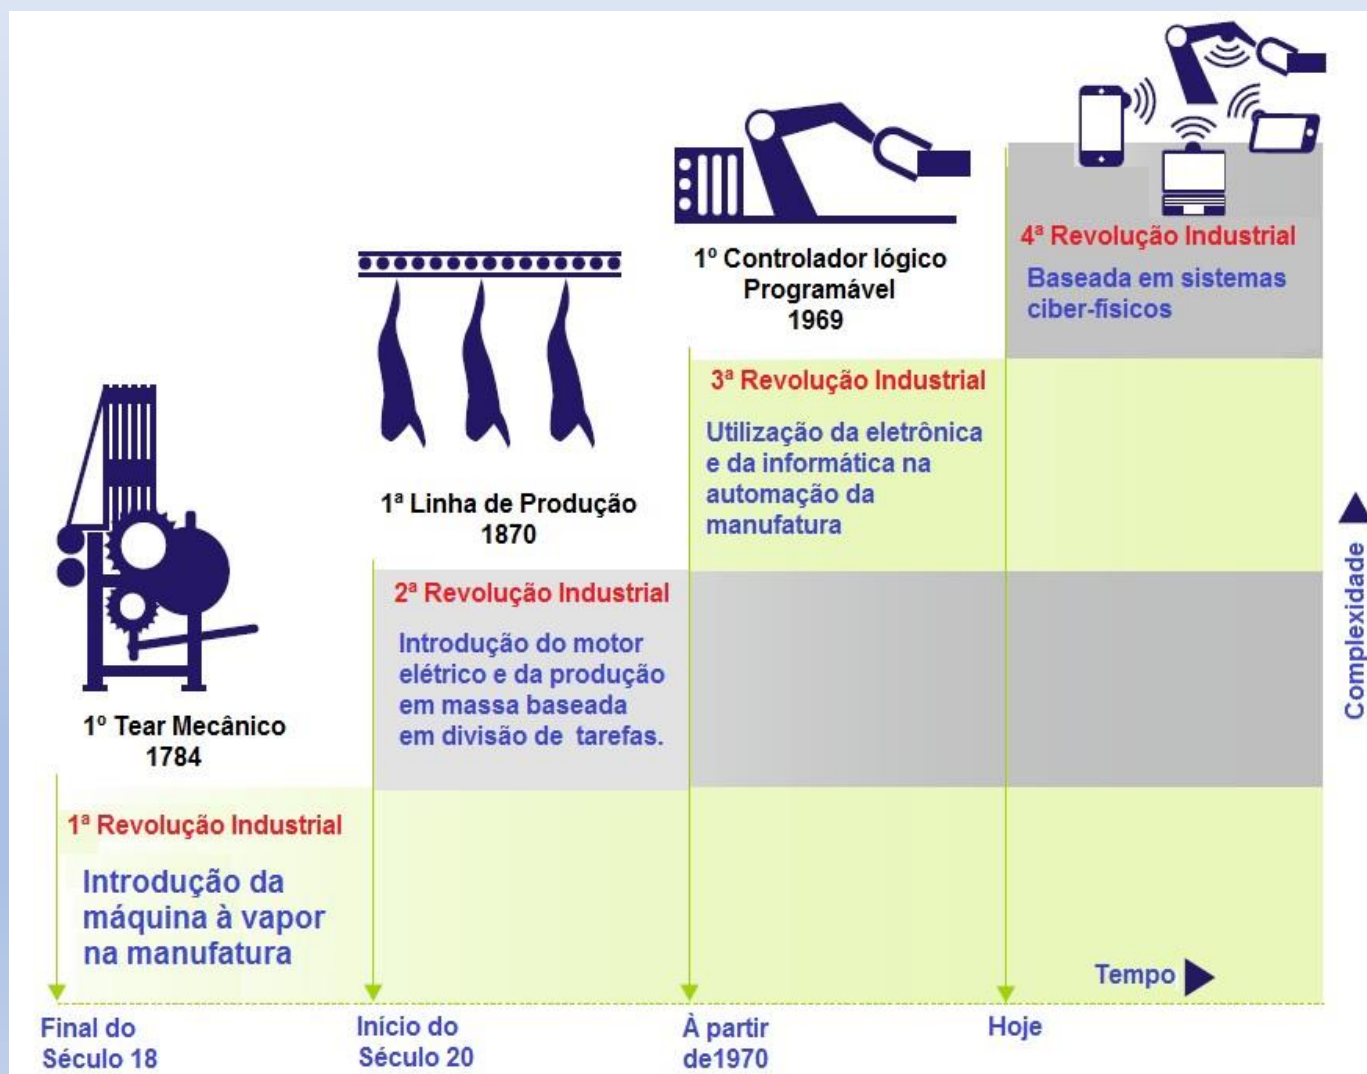 1º Tear Mecânico
1784
1ª Revolução Industrial
Introdução da
máquina à vapor
na manufatura
Final do
Século 18
1ª Linha de Produção
1870
2ª Revolução Industrial
Introdução do motor
elétrico e da produção
em massa baseada
em divisão de tarefas.
Início do
Século 20
1º Controlador lógico
Programável
1969
3ª Revolução Industrial
Utilização da eletrônica
e da informática na
automação da
manufatura
À partir
de1970
4ª Revolução Industrial
Baseada em sistemas
ciber-físicos
Hoje
Tempo
Complexidade